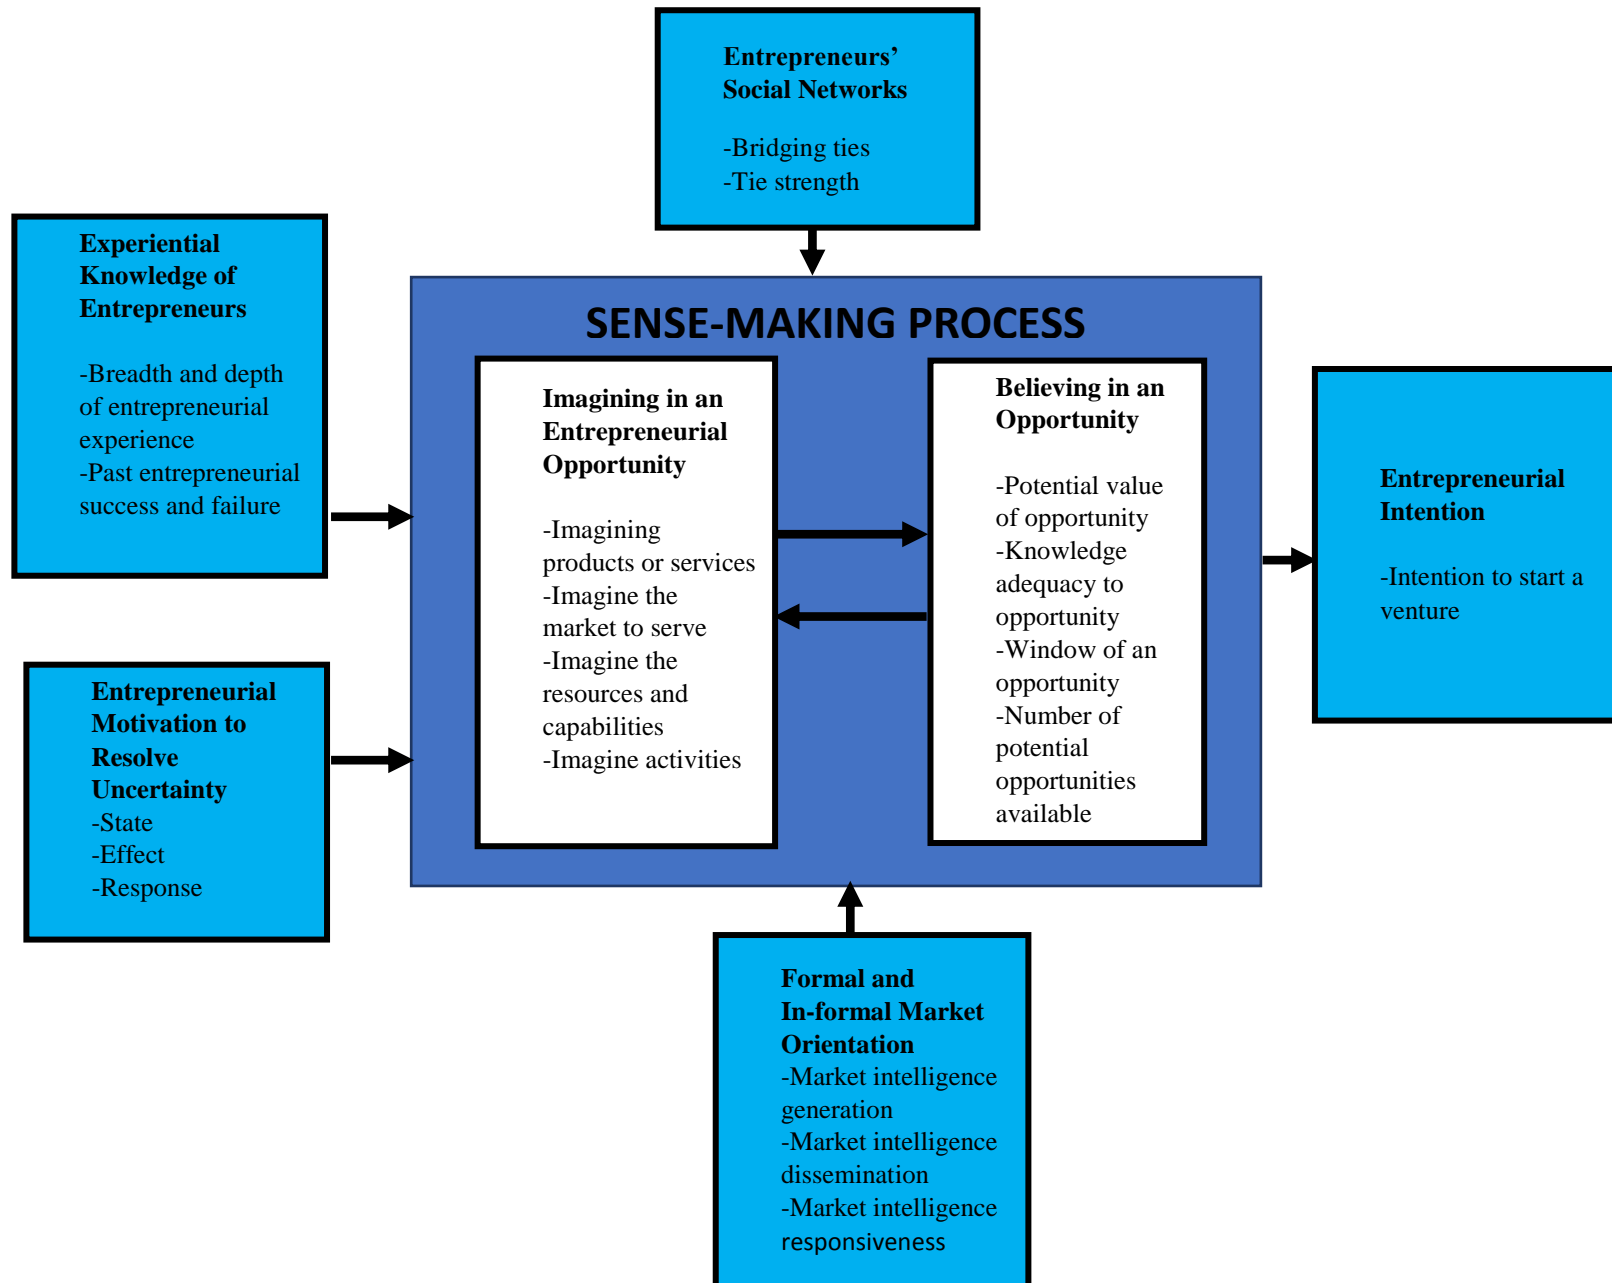 Entrepreneurs’
Social Networks
-Bridging ties
-Tie strength
Experiential
Knowledge of
Entrepreneurs
-Breadth and depth
of entrepreneurial
experience
-Past entrepreneurial
success and failure
Entrepreneurial
Motivation to
Resolve
Uncertainty
-State
-Effect
-Response
SENSE-MAKING PROCESS
Imagining in an
Entrepreneurial
Opportunity
-Imagining
products or services
-Imagine the
market to serve
-Imagine the
resources and
capabilities
-Imagine activities
Believing in an
Opportunity
-Potential value
of opportunity
-Knowledge
adequacy to
opportunity
-Window of an
opportunity
-Number of
potential
opportunities
available
Entrepreneurial
Intention
-Intention to start a
venture
Formal and
In-formal Market
Orientation
-Market intelligence
generation
-Market intelligence
dissemination
-Market intelligence
responsiveness